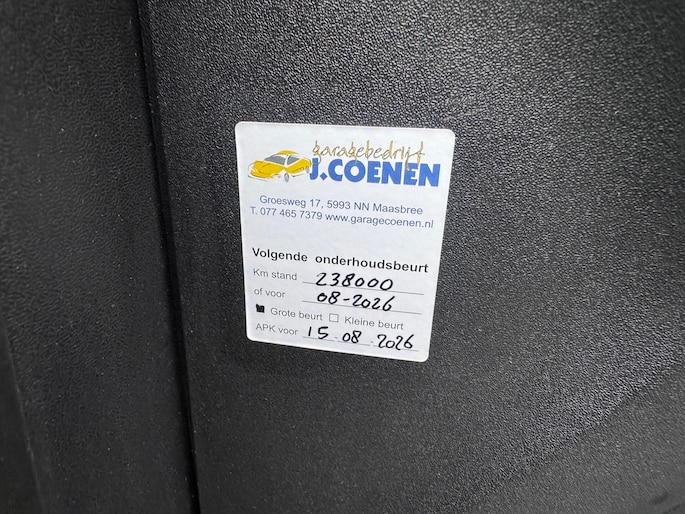 garagebedrijf
J.COENEN
Groesweg 17, 5993 NN Maasbree
T. 077 465 7379 www.garagecoenen.nl
Volgende onderhoudsbeurt
Km stand 238000
of voor 08-2026
Grote beurt Kleine beurt
APK voor 15-08-2026